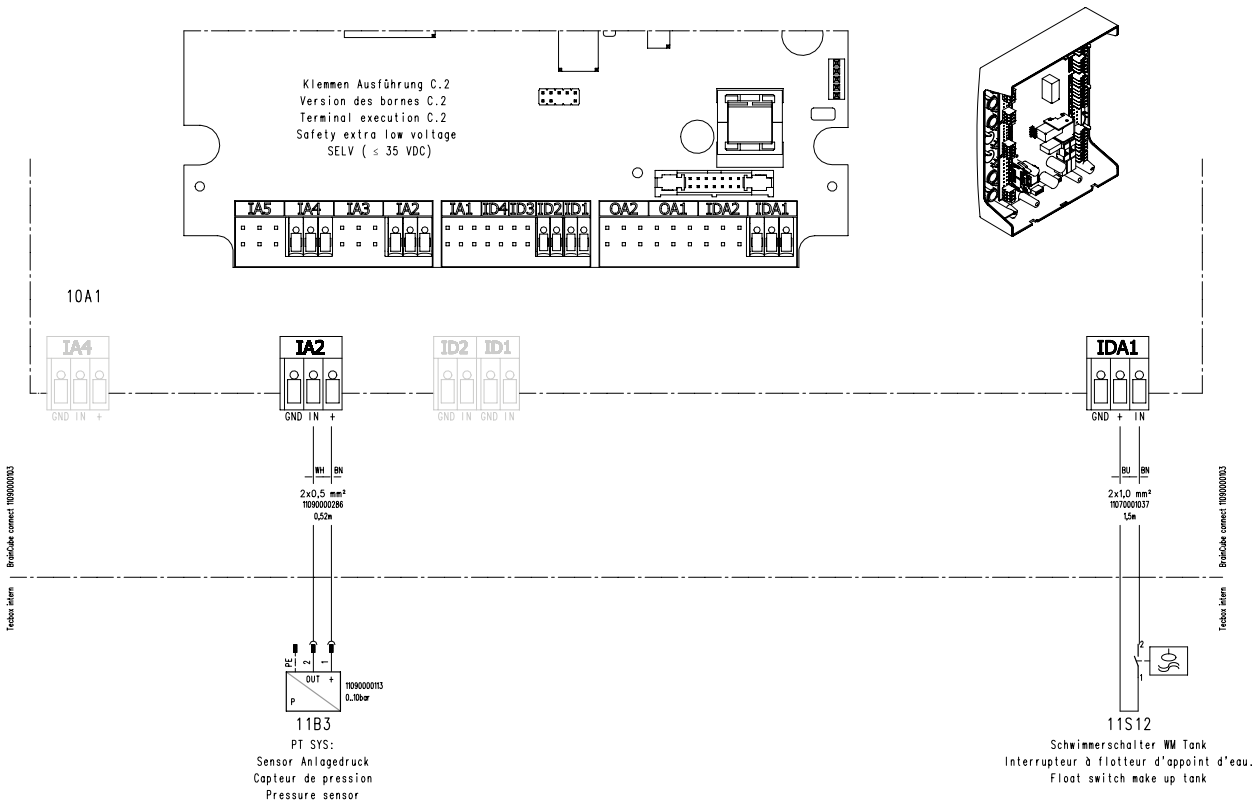 Klemmen Ausführung C.2
Version des bornes C.2
Terminal execution C.2
Safety extra low voltage
SELV ( ≤ 35 VDC)
IA5 IA4 IA3 IA2 IA1 ID4 ID3 ID2 ID1 OA2 OA1 IDA2 IDA1
10A1
IA4 IA2 ID2 ID1 IDA1
GND IN + GND IN + GND IN GND IN GND + IN
WH BN BU BN
2x0,5 mm² 2x1,0 mm²
11090000286 11070001037
0,52m 1,5m
BrainCube connect 11090000103
BrainCube connect 11090000103
Tecbox intern
Tecbox intern
PE 2 1
OUT +
P
11090000113
0..10bar
2
1
11B3
PT SYS:
Sensor Anlagedruck
Capteur de pression
Pressure sensor
11S12
Schwimmerschalter WM Tank
Interrupteur à flotteur d'appoint d'eau.
Float switch make up tank